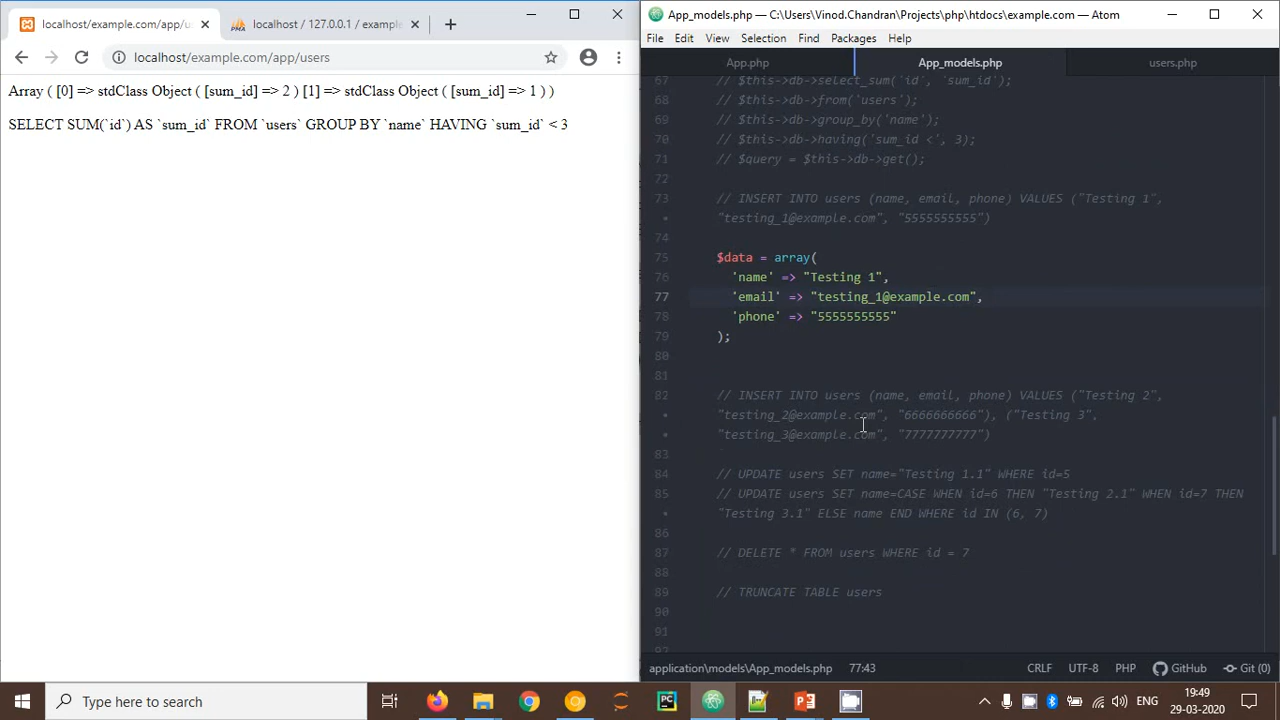 localhost/example.com/app/us
localhost / 127.0.0.1 / example
App_models.php — C:\Users\Vinod.Chandran\Projects\php\htdocs\example.com — Atom
localhost/example.com/app/users
File Edit View Selection Find Packages Help
App.php App_models.php users.php
Array ( [0] => stdClass Object ( [sum_id] => 2 ) [1] => stdClass Object ( [sum_id] => 1 ) )
SELECT SUM(`id`) AS `sum_id` FROM `users` GROUP BY `name` HAVING `sum_id` < 3
67 // $this->db->select_sum('id', 'sum_id');
68 // $this->db->from('users');
69 // $this->db->group_by('name');
70 // $this->db->having('sum_id <', 3);
71 // $query = $this->db->get();
72
73 // INSERT INTO users (name, email, phone) VALUES ("Testing 1",
• "testing_1@example.com", "5555555555")
74
75 $data = array(
76 'name' => "Testing 1",
77 'email' => "testing_1@example.com",
78 'phone' => "5555555555"
79 );
80
81
82 // INSERT INTO users (name, email, phone) VALUES ("Testing 2",
• "testing_2@example.com", "6666666666"), ("Testing 3",
• "testing_3@example.com", "7777777777")
83
84 // UPDATE users SET name="Testing 1.1" WHERE id=5
85 // UPDATE users SET name=CASE WHEN id=6 THEN "Testing 2.1" WHEN id=7 THEN
• "Testing 3.1" ELSE name END WHERE id IN (6, 7)
86
87 // DELETE * FROM users WHERE id = 7
88
89 // TRUNCATE TABLE users
90
91
92
application\models\App_models.php 77:43 CRLF UTF-8 PHP GitHub Git (0)
Type here to search
ENG
19:49
29-03-2020